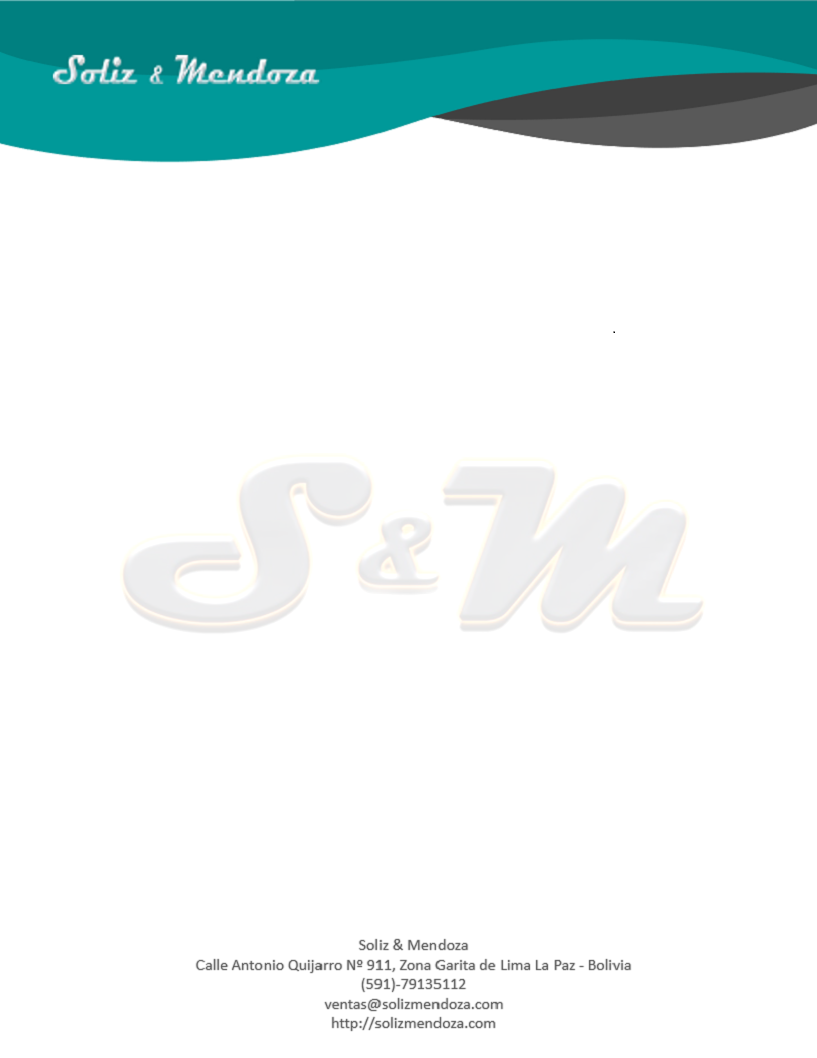 Soliz & Mendoza
.
S&M
Soliz & Mendoza
Calle Antonio Quijarro Nº 911, Zona Garita de Lima La Paz - Bolivia
(591)-79135112
ventas@solizmendoza.com
http://solizmendoza.com